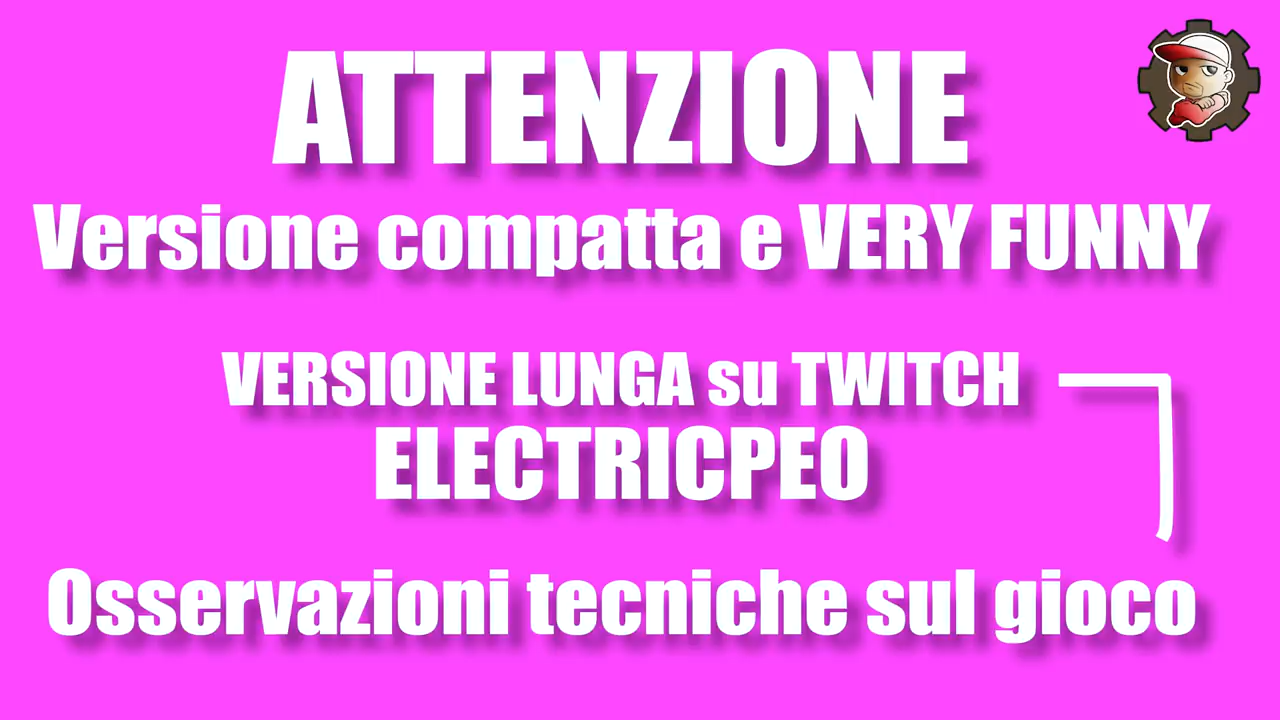 ATTENZIONE
Versione compatta e VERY FUNNY
VERSIONE LUNGA su TWITCH
ELECTRICPEO
Osservazioni tecniche sul gioco